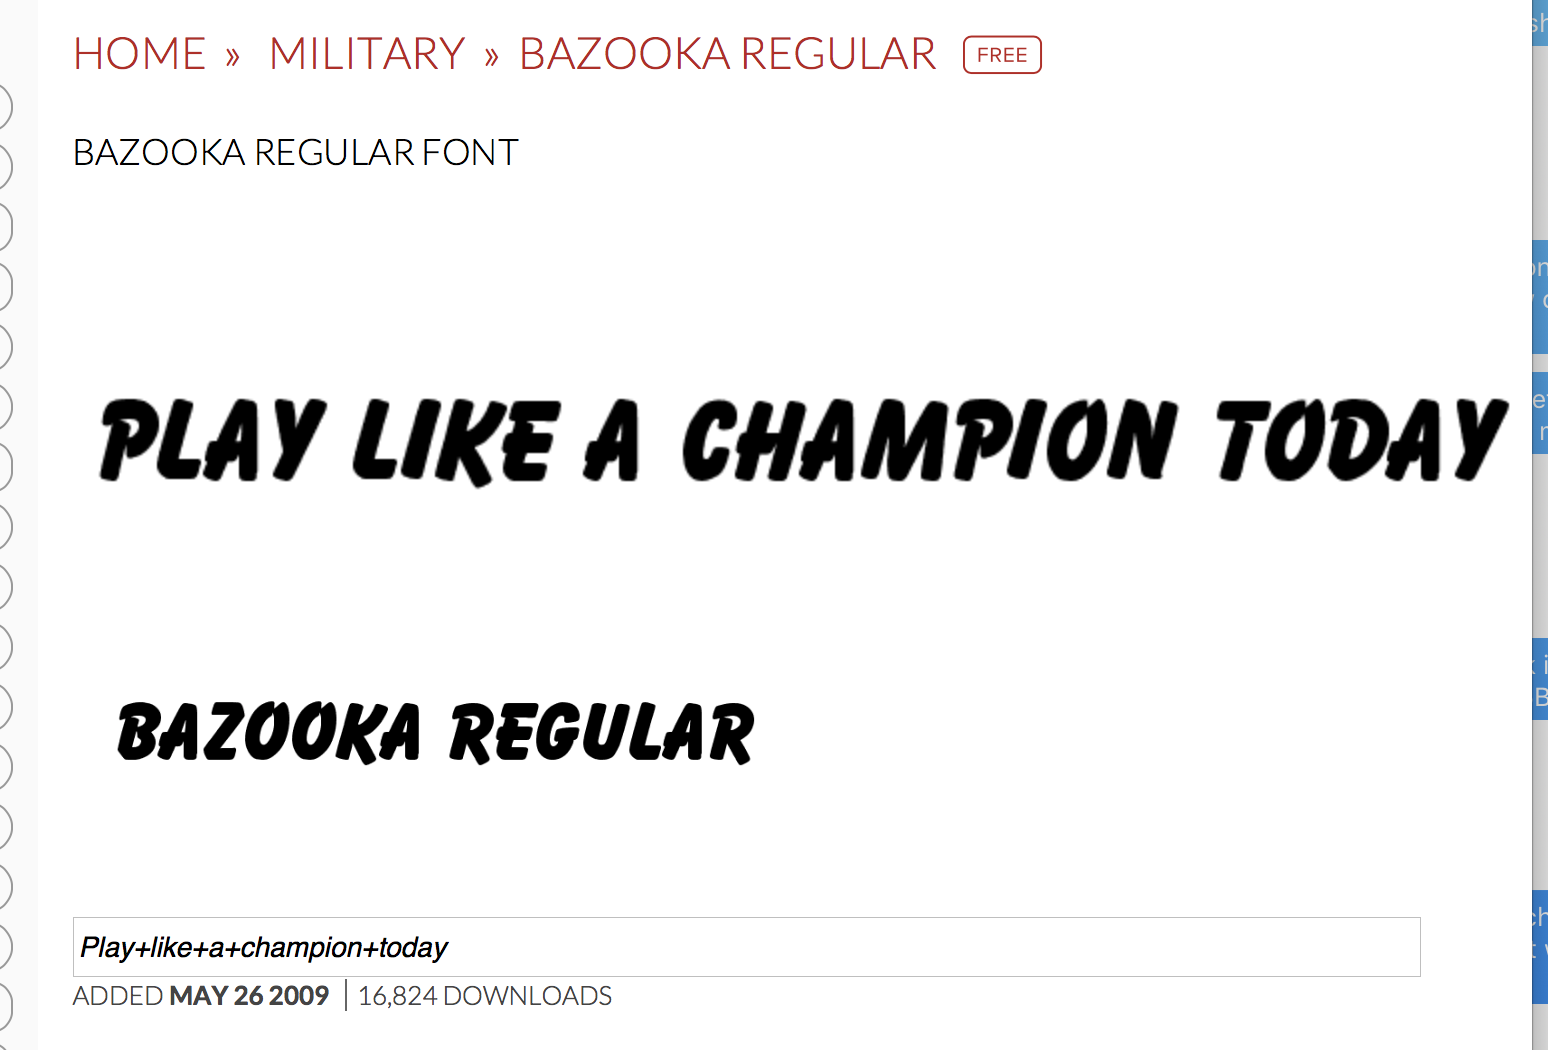 HOME » MILITARY » BAZOOKA REGULAR FREE
BAZOOKA REGULAR FONT
PLAY LIKE A CHAMPION TODAY
BAZOOKA REGULAR
Play+like+a+champion+today
ADDED MAY 26 2009 | 16,824 DOWNLOADS